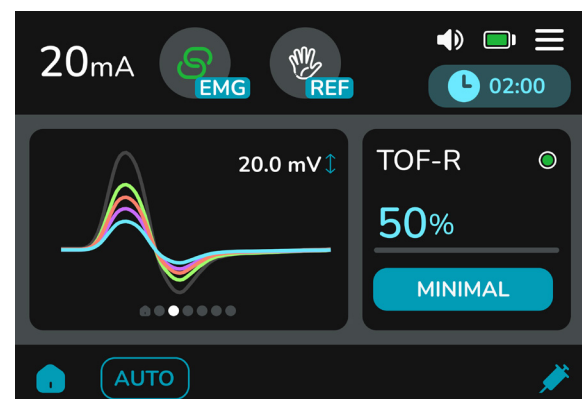 20mA
EMG
REF
02:00
20.0 mV
TOF-R
50%
MINIMAL
AUTO